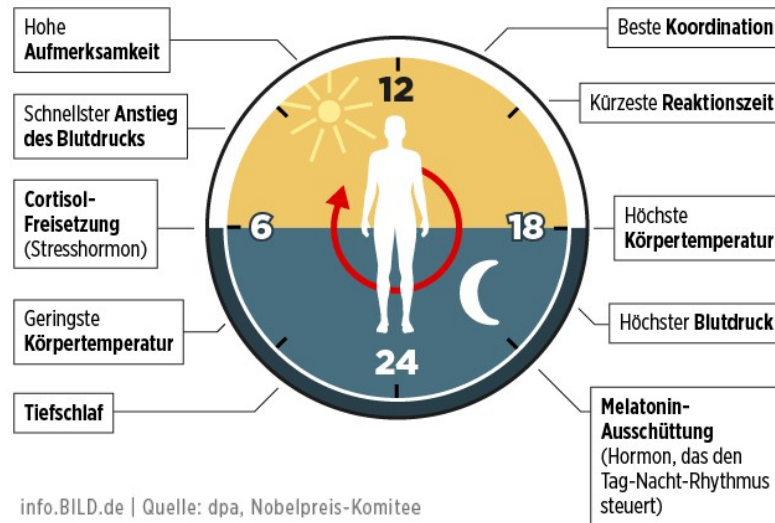 Hohe
Aufmerksamkeit
Schnellster Anstieg
des Blutdrucks
Cortisol-
Freisetzung
(Stresshormon)
Geringste
Körpertemperatur
Tiefschlaf
12
6
18
24
Beste Koordination
Kürzeste Reaktionszeit
Höchste
Körpertemperatur
Höchster Blutdruck
Melatonin-
Ausschüttung
(Hormon, das den
Tag-Nacht-Rhythmus
steuert)
info.BILD.de | Quelle: dpa, Nobelpreis-Komitee